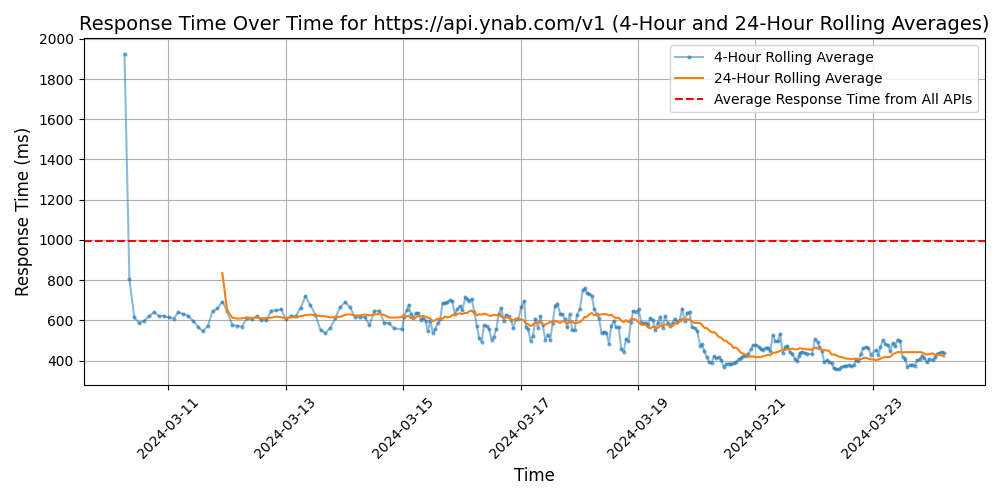 Response Time Over Time for https://api.ynab.com/v1 (4-Hour and 24-Hour Rolling Averages)
4-Hour Rolling Average
24-Hour Rolling Average
Average Response Time from All APIs
Response Time (ms)
2000
1800
1600
1400
1200
1000
800
600
400
2024-03-11
2024-03-13
2024-03-15
2024-03-17
2024-03-19
2024-03-21
2024-03-23
Time